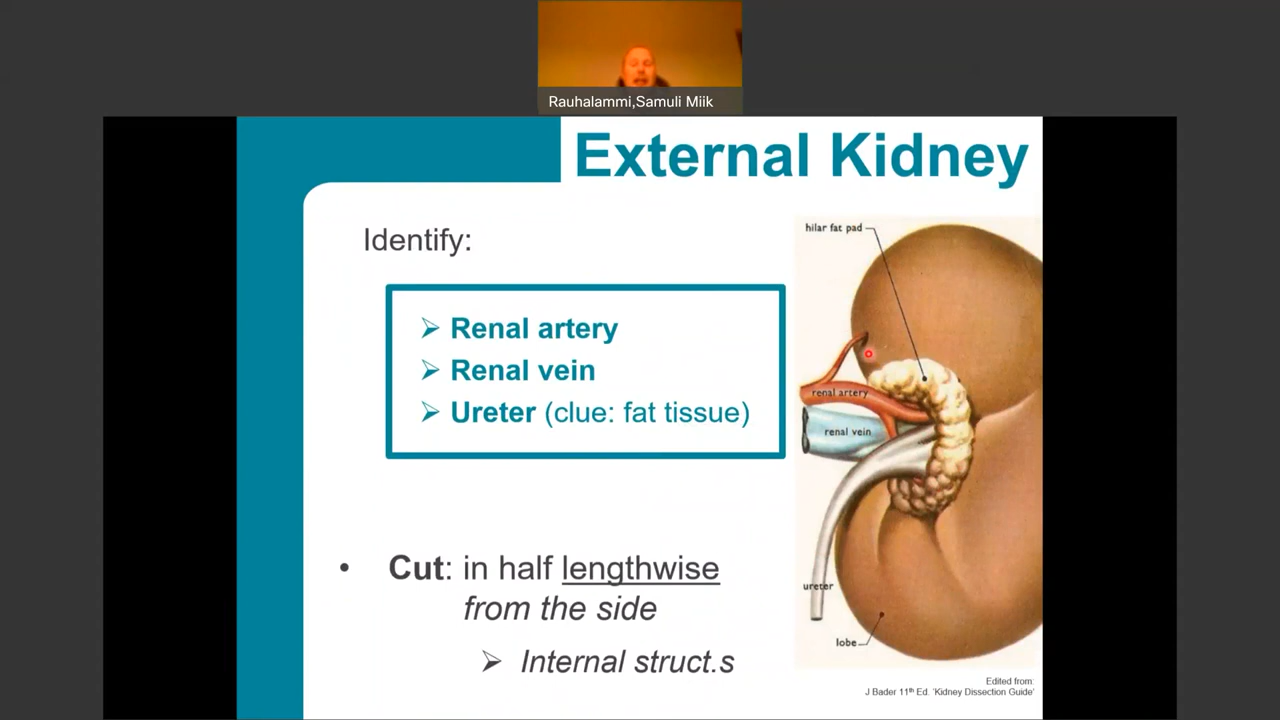 Rauhalammi,Samuli Miik
External Kidney
Identify:
➢ Renal artery
➢ Renal vein
➢ Ureter (clue: fat tissue)
• Cut: in half lengthwise
from the side
➢ Internal struct.s
hilar fat pad
renal artery
renal vein
ureter
lobe
Edited from:
J Bader 11th Ed. ‘Kidney Dissection Guide’